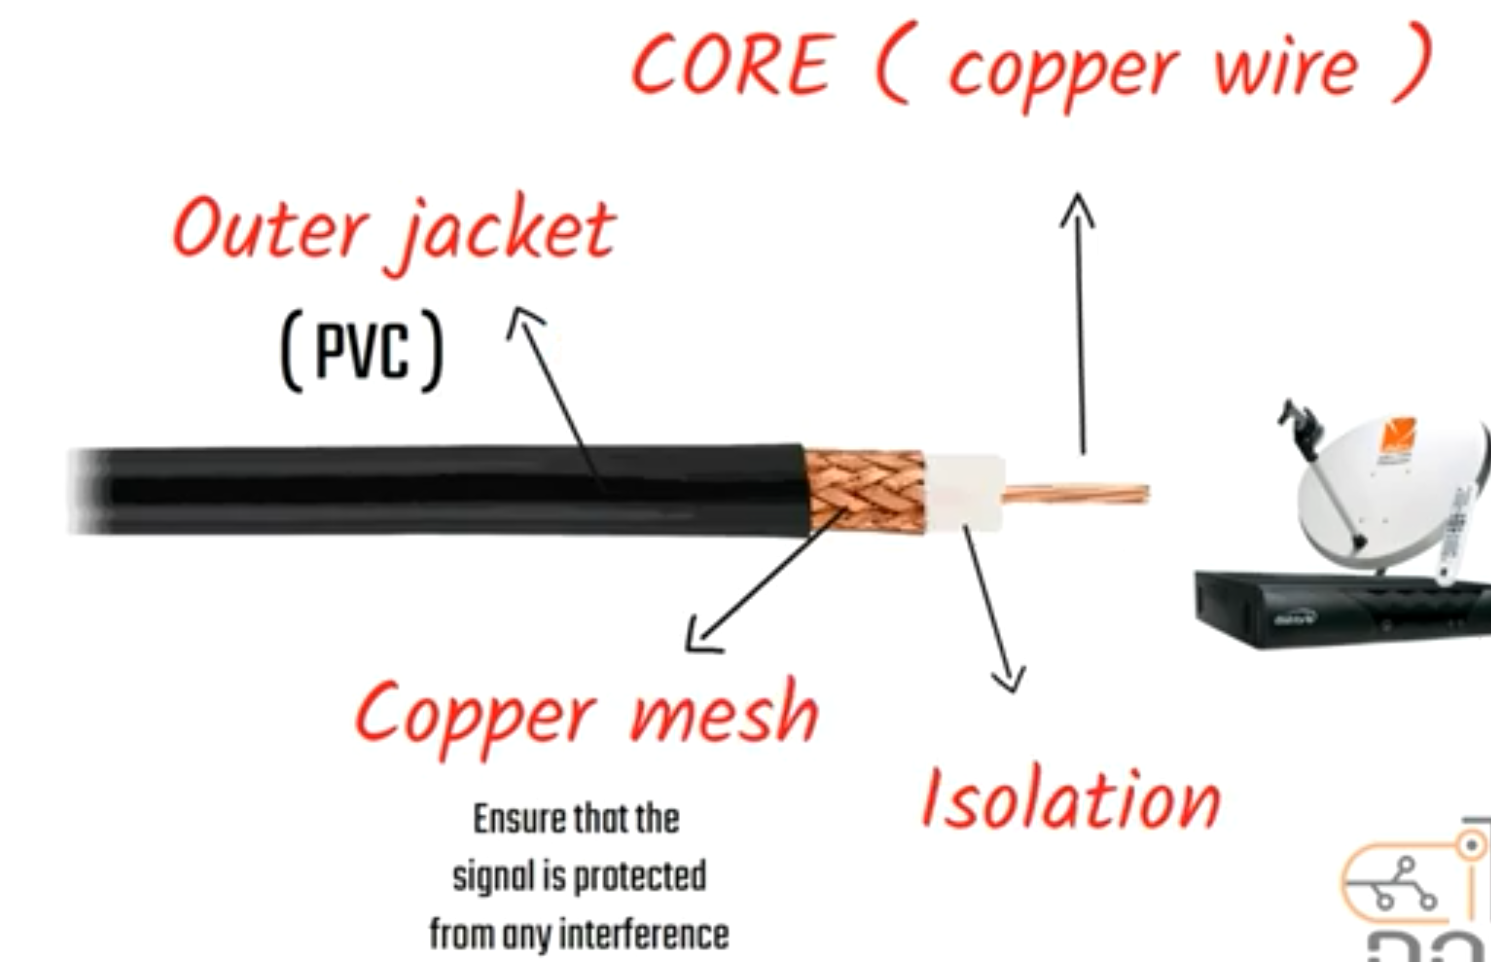 CORE ( copper wire )
Outer jacket
( PVC )
Copper mesh
Ensure that the
signal is protected
from any interference
Isolation